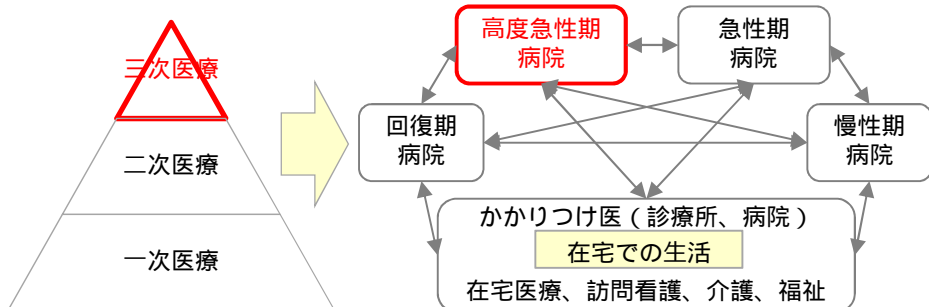 三次医療
二次医療
一次医療
高度急性期
病院
急性期
病院
回復期
病院
慢性期
病院
かかりつけ医（診療所、病院）
在宅での生活
在宅医療、訪問看護、介護、福祉